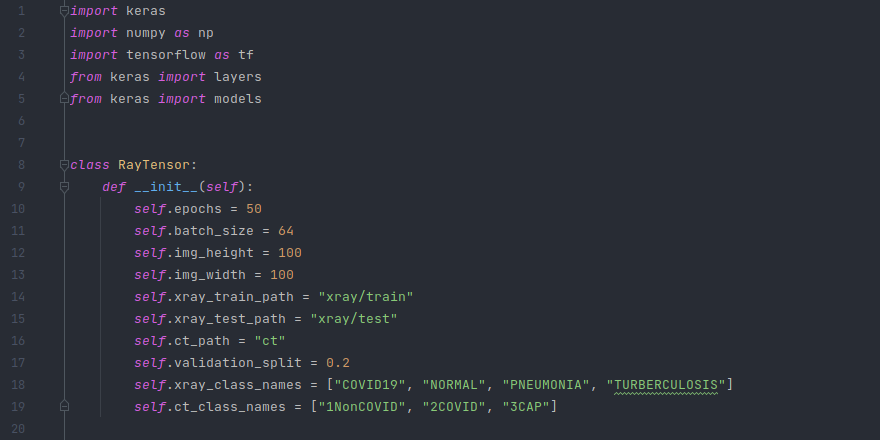 1 import keras
2 import numpy as np
3 import tensorflow as tf
4 from keras import layers
5 from keras import models
6
7
8 class RayTensor:
9     def __init__(self):
10         self.epochs = 50
11         self.batch_size = 64
12         self.img_height = 100
13         self.img_width = 100
14         self.xray_train_path = "xray/train"
15         self.xray_test_path = "xray/test"
16         self.ct_path = "ct"
17         self.validation_split = 0.2
18         self.xray_class_names = ["COVID19", "NORMAL", "PNEUMONIA", "TURBERCULOSIS"]
19         self.ct_class_names = ["1NonCOVID", "2COVID", "3CAP"]
20